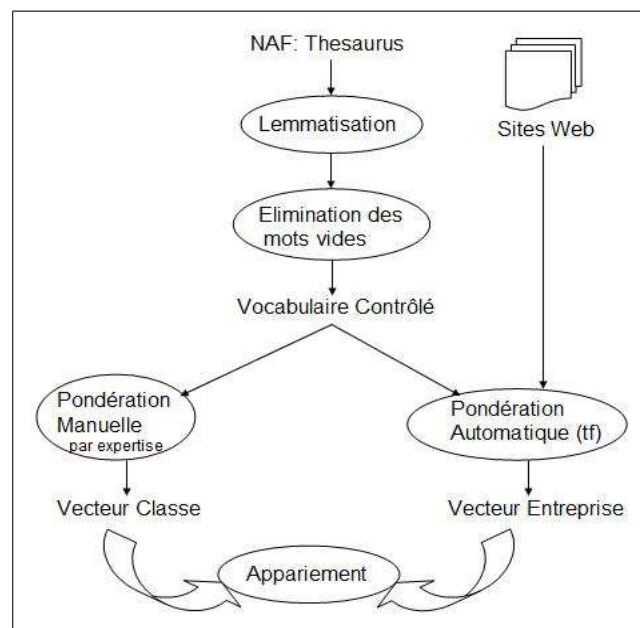 NAF: Thesaurus
Lemmatisation
Sites Web
Elimination des
mots vides
Vocabulaire Contrôlé
Pondération
Manuelle
par expertise
Pondération
Automatique (tf)
Vecteur Classe
Vecteur Entreprise
Appariement